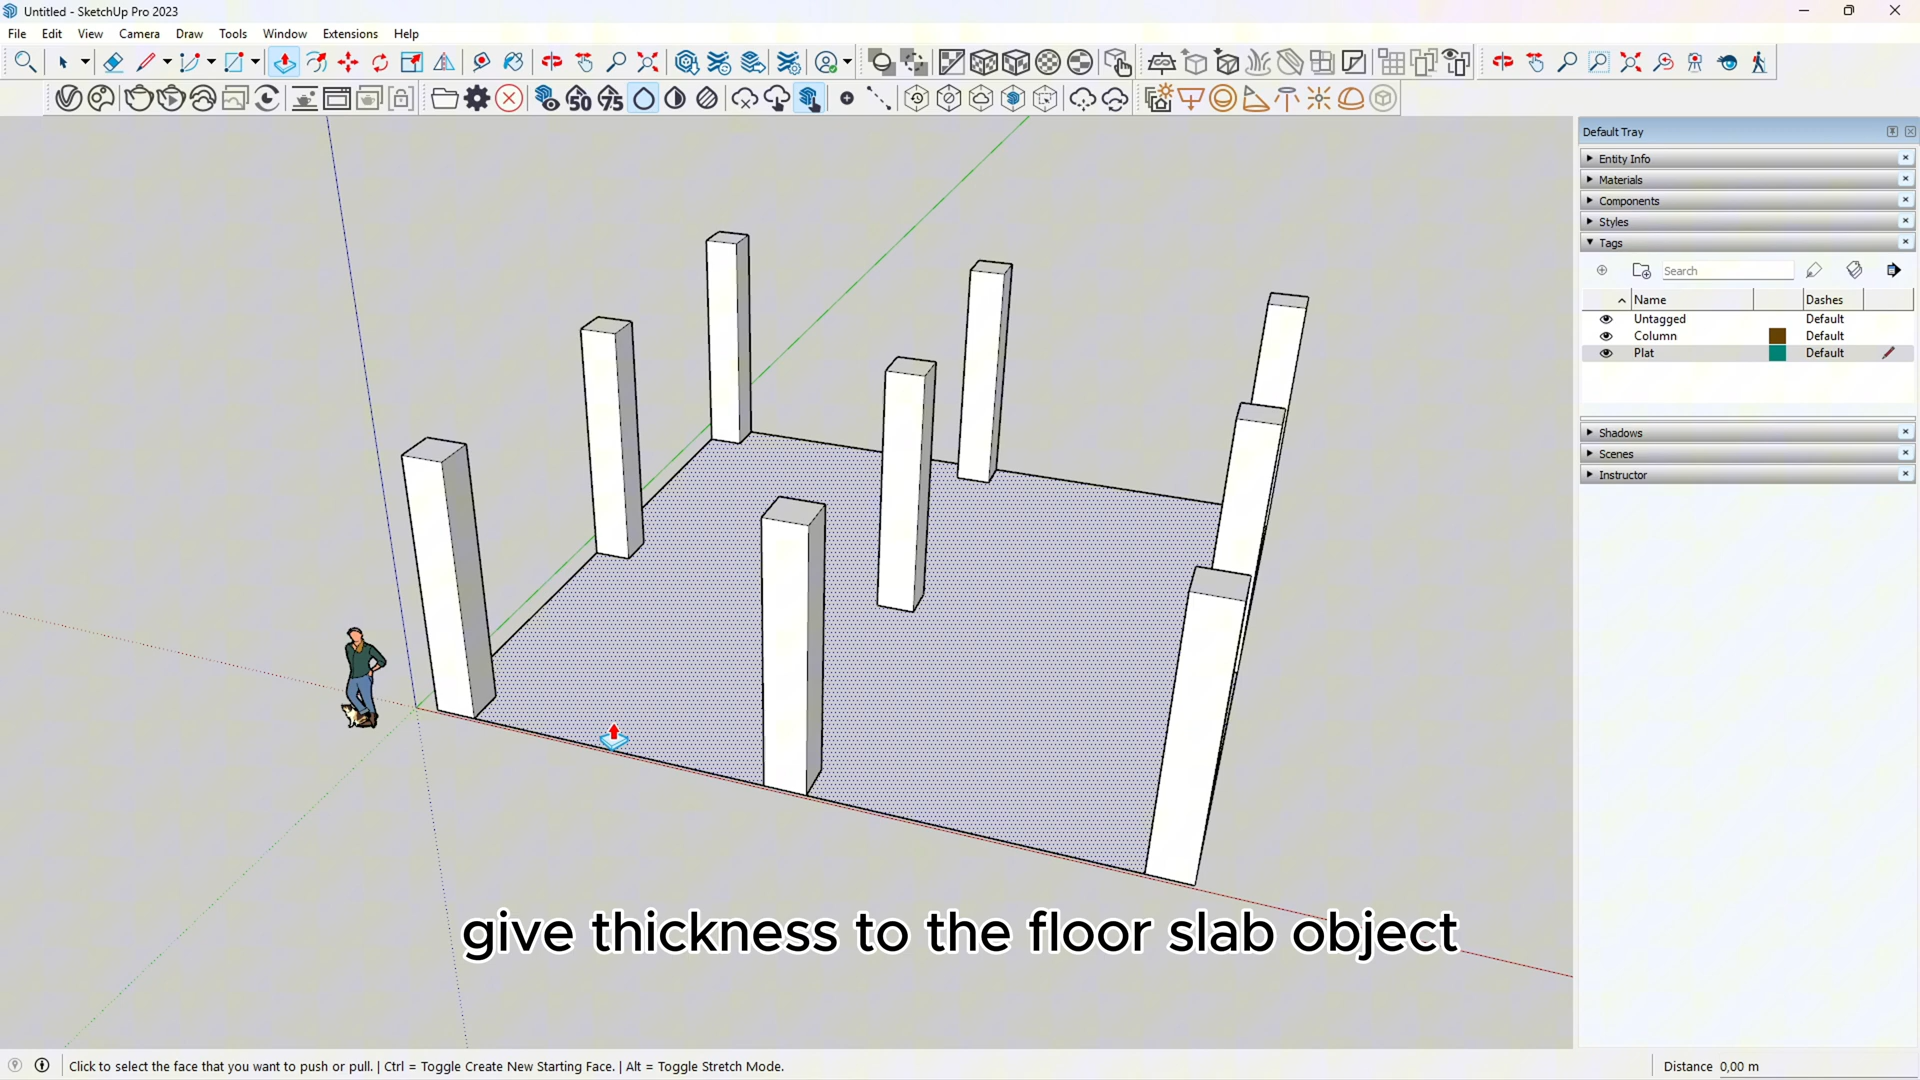 Untitled - SketchUp Pro 2023
File Edit View Camera Draw Tools Window Extensions Help
50 75
Default Tray
Entity Info
Materials
Components
Styles
Tags
Search
Name Dashes
Untagged Default
Column Default
Plat Default
Shadows
Scenes
Instructor
give thickness to the floor slab object
Click to select the face that you want to push or pull. | Ctrl = Toggle Create New Starting Face. | Alt = Toggle Stretch Mode. Distance 0,00 m